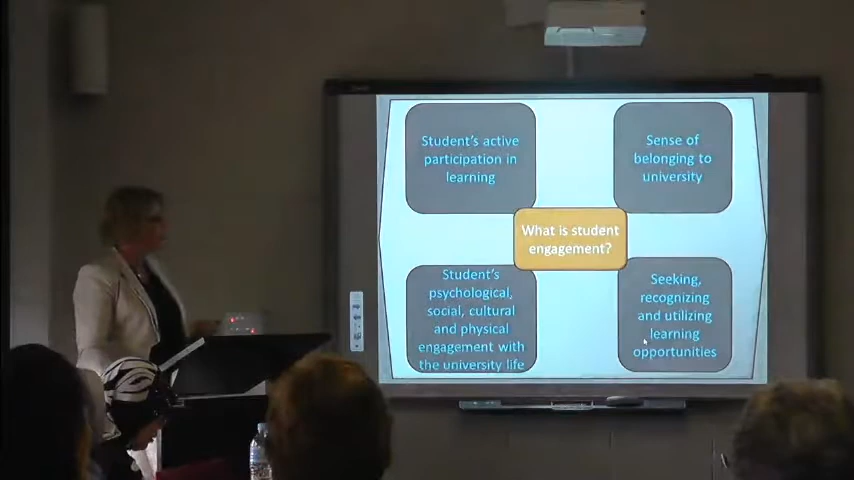 Student's active
participation in
learning
Sense of
belonging to
university
What is student
engagement?
Student's
psychological,
social, cultural
and physical
engagement with
the university life
Seeking,
recognizing
and utilizing
learning
opportunities